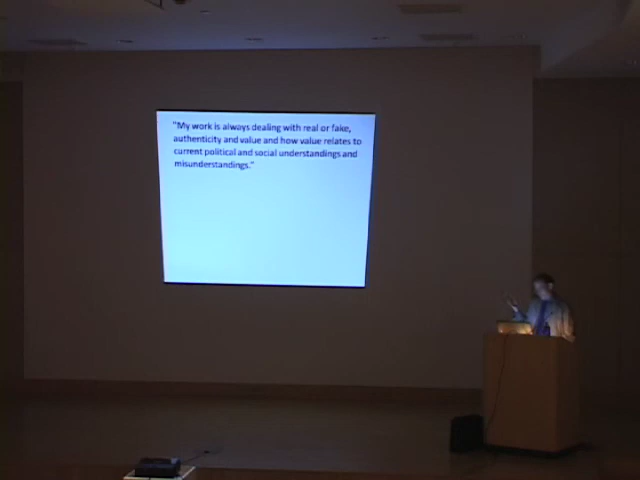 "My work is always dealing with real or fake,
authenticity and value and how value relates to
current political and social understandings and
misunderstandings."